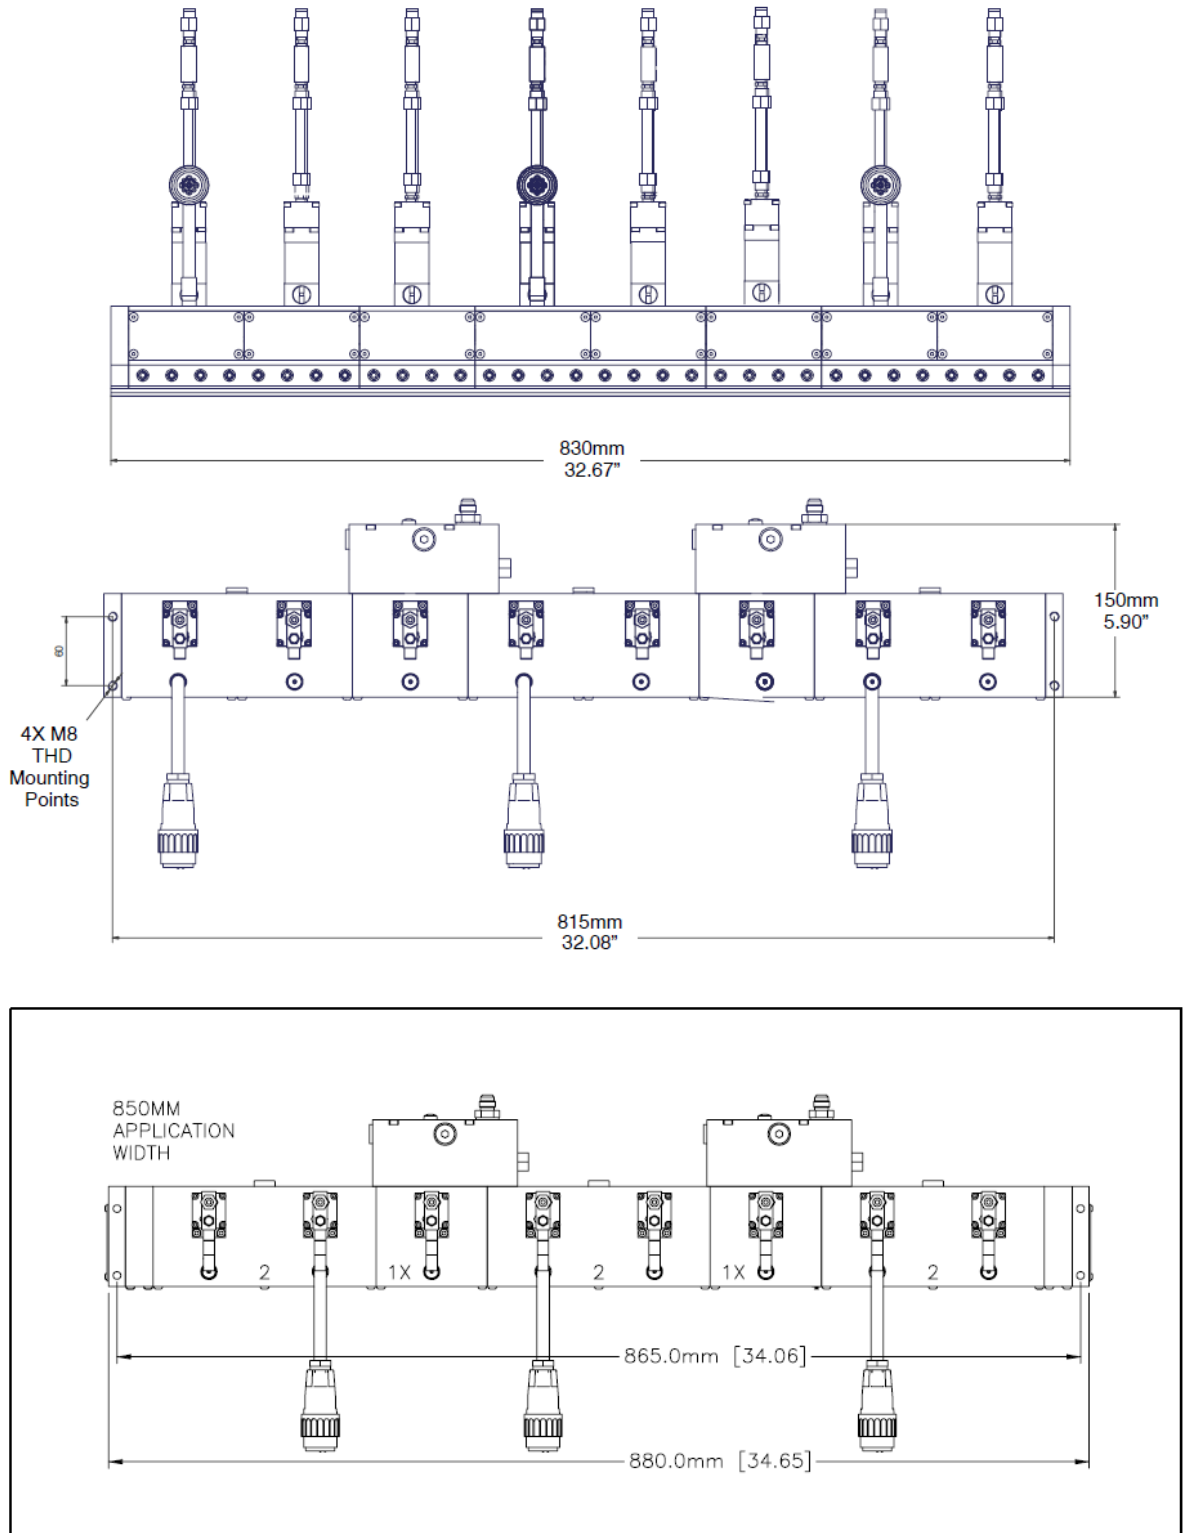 830mm
32.67”
150mm
5.90”
60
4X M8
THD
Mounting
Points
815mm
32.08”
850MM
APPLICATION
WIDTH
2
1X
2
1X
2
865.0mm [34.06]
880.0mm [34.65]